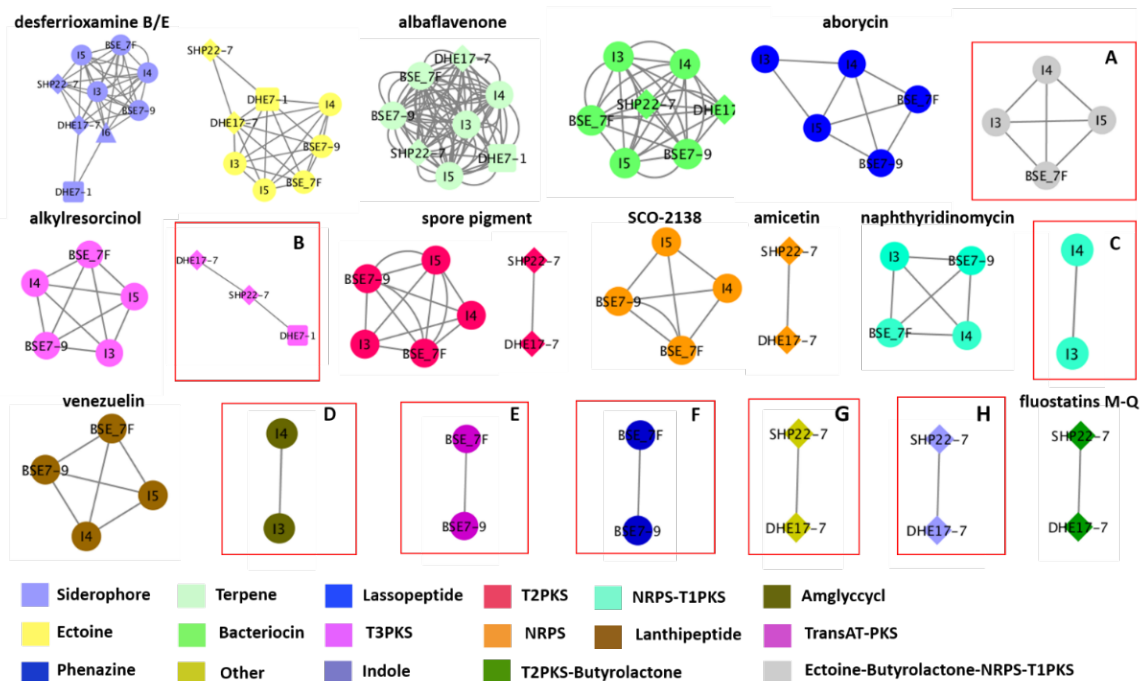 desferrioxamine B/E
albaflavenone
aborycin
I5
BSE_7F
I4
SHP22-7
I3
BSE7-9
DHE17-7
I6
DHE7-1
SHP22-7
DHE7-1
DHE17-7
I4
BSE7-9
I3
I5
BSE_7F
DHE17-7
BSE_7F
I4
BSE7-9
I3
SHP22-7
DHE7-1
I5
I3
I4
SHP22-7
DHE17
BSE_7F
I5
BSE7-9
I3
I4
BSE_7F
I5
BSE7-9
A
I4
I3
I5
BSE_7F
alkylresorcinol
BSE_7F
I4
I5
BSE7-9
I3
B
DHE17-7
SHP22-7
DHE7-1
spore pigment
I5
BSE7-9
I4
I3
BSE_7F
SHP22-7
DHE17-7
SCO-2138
I5
I4
BSE7-9
BSE_7F
amicetin
SHP22-7
DHE17-7
naphthyridinomycin
I3
BSE7-9
BSE_7F
I4
C
I4
I3
venezuelin
BSE_7F
BSE7-9
I5
I4
D
I4
I3
E
BSE_7F
BSE7-9
F
BSE_7F
BSE7-9
G
SHP22-7
DHE17-7
H
SHP22-7
DHE17-7
fluostatins M-Q
SHP22-7
DHE17-7
Siderophore
Terpene
Lassopeptide
T2PKS
NRPS-T1PKS
Amglyccycl
Ectoine
Bacteriocin
T3PKS
NRPS
Lanthipeptide
TransAT-PKS
Phenazine
Other
Indole
T2PKS-Butyrolactone
Ectoine-Butyrolactone-NRPS-T1PKS